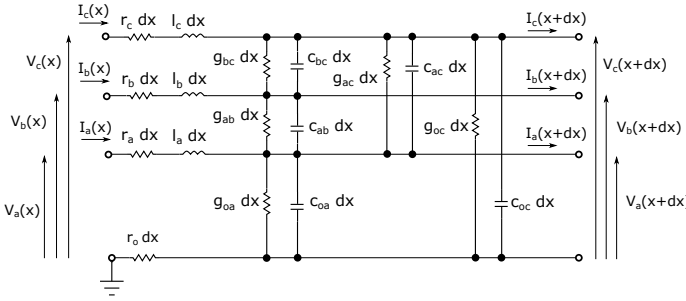 I_c(x) r_c dx l_c dx I_c(x+dx)
V_c(x) g_bc dx c_bc dx g_ac dx c_ac dx V_c(x+dx)
I_b(x) r_b dx l_b dx I_b(x+dx)
V_b(x) g_ab dx c_ab dx g_oc dx V_b(x+dx)
I_a(x) r_a dx l_a dx I_a(x+dx)
V_a(x) g_oa dx c_oa dx c_oc dx V_a(x+dx)
r_o dx